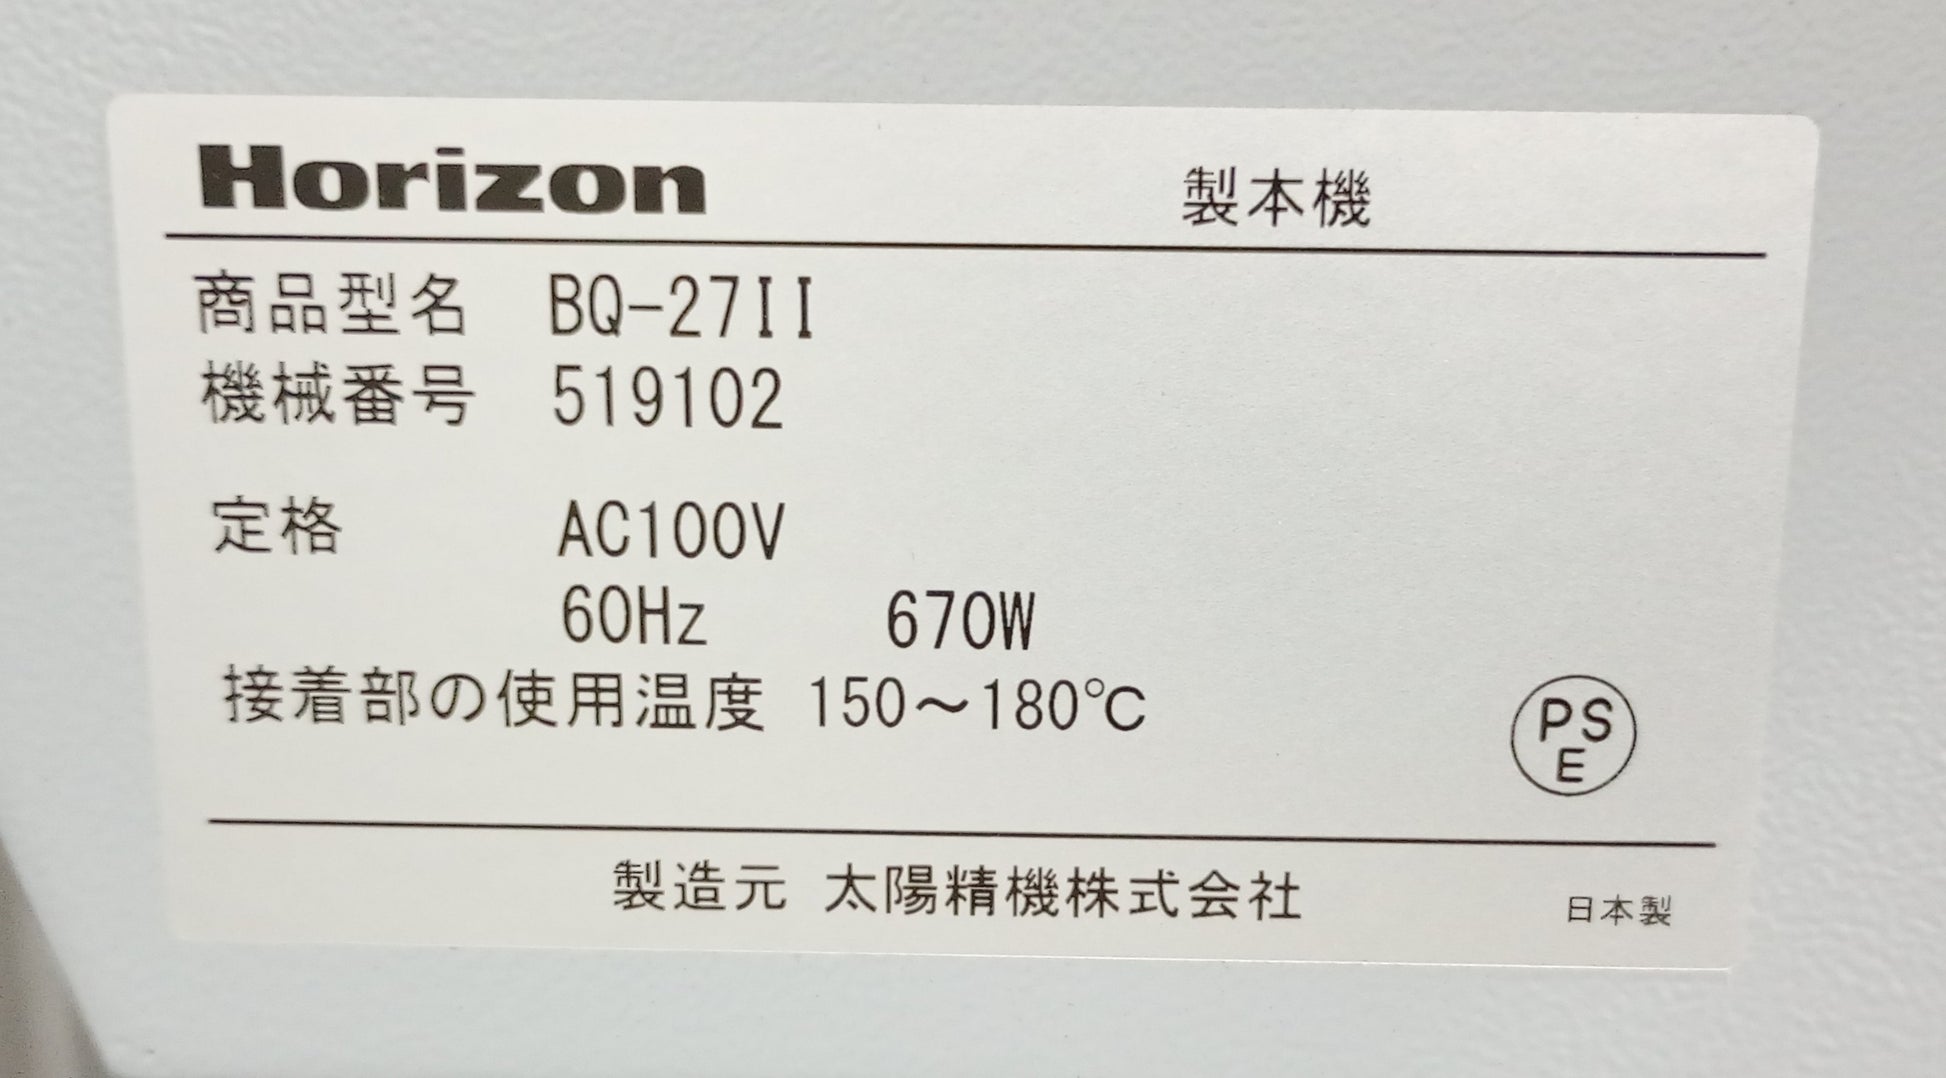 Horizon 製本機
商品型名 BQ-27II
機械番号 519102
定格 AC100V
60Hz 670W
接着部の使用温度 150～180℃
PS
E
製造元 太陽精機株式会社 日本製